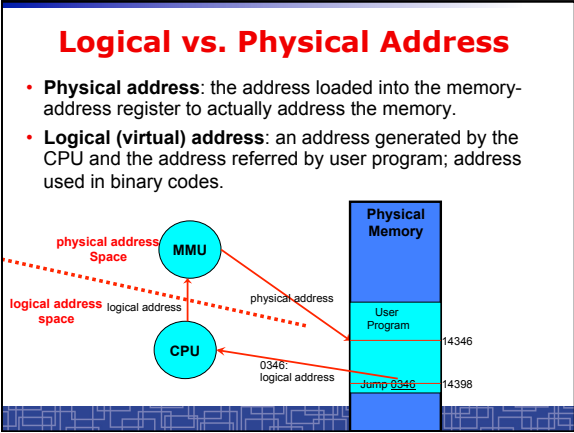 Logical vs. Physical Address
• Physical address: the address loaded into the memory-
address register to actually address the memory.
• Logical (virtual) address: an address generated by the
CPU and the address referred by user program; address
used in binary codes.
Physical
Memory
physical address
Space
MMU
logical address
space
logical address
physical address
User
Program
14346
CPU
0346:
logical address
Jump 0346
14398